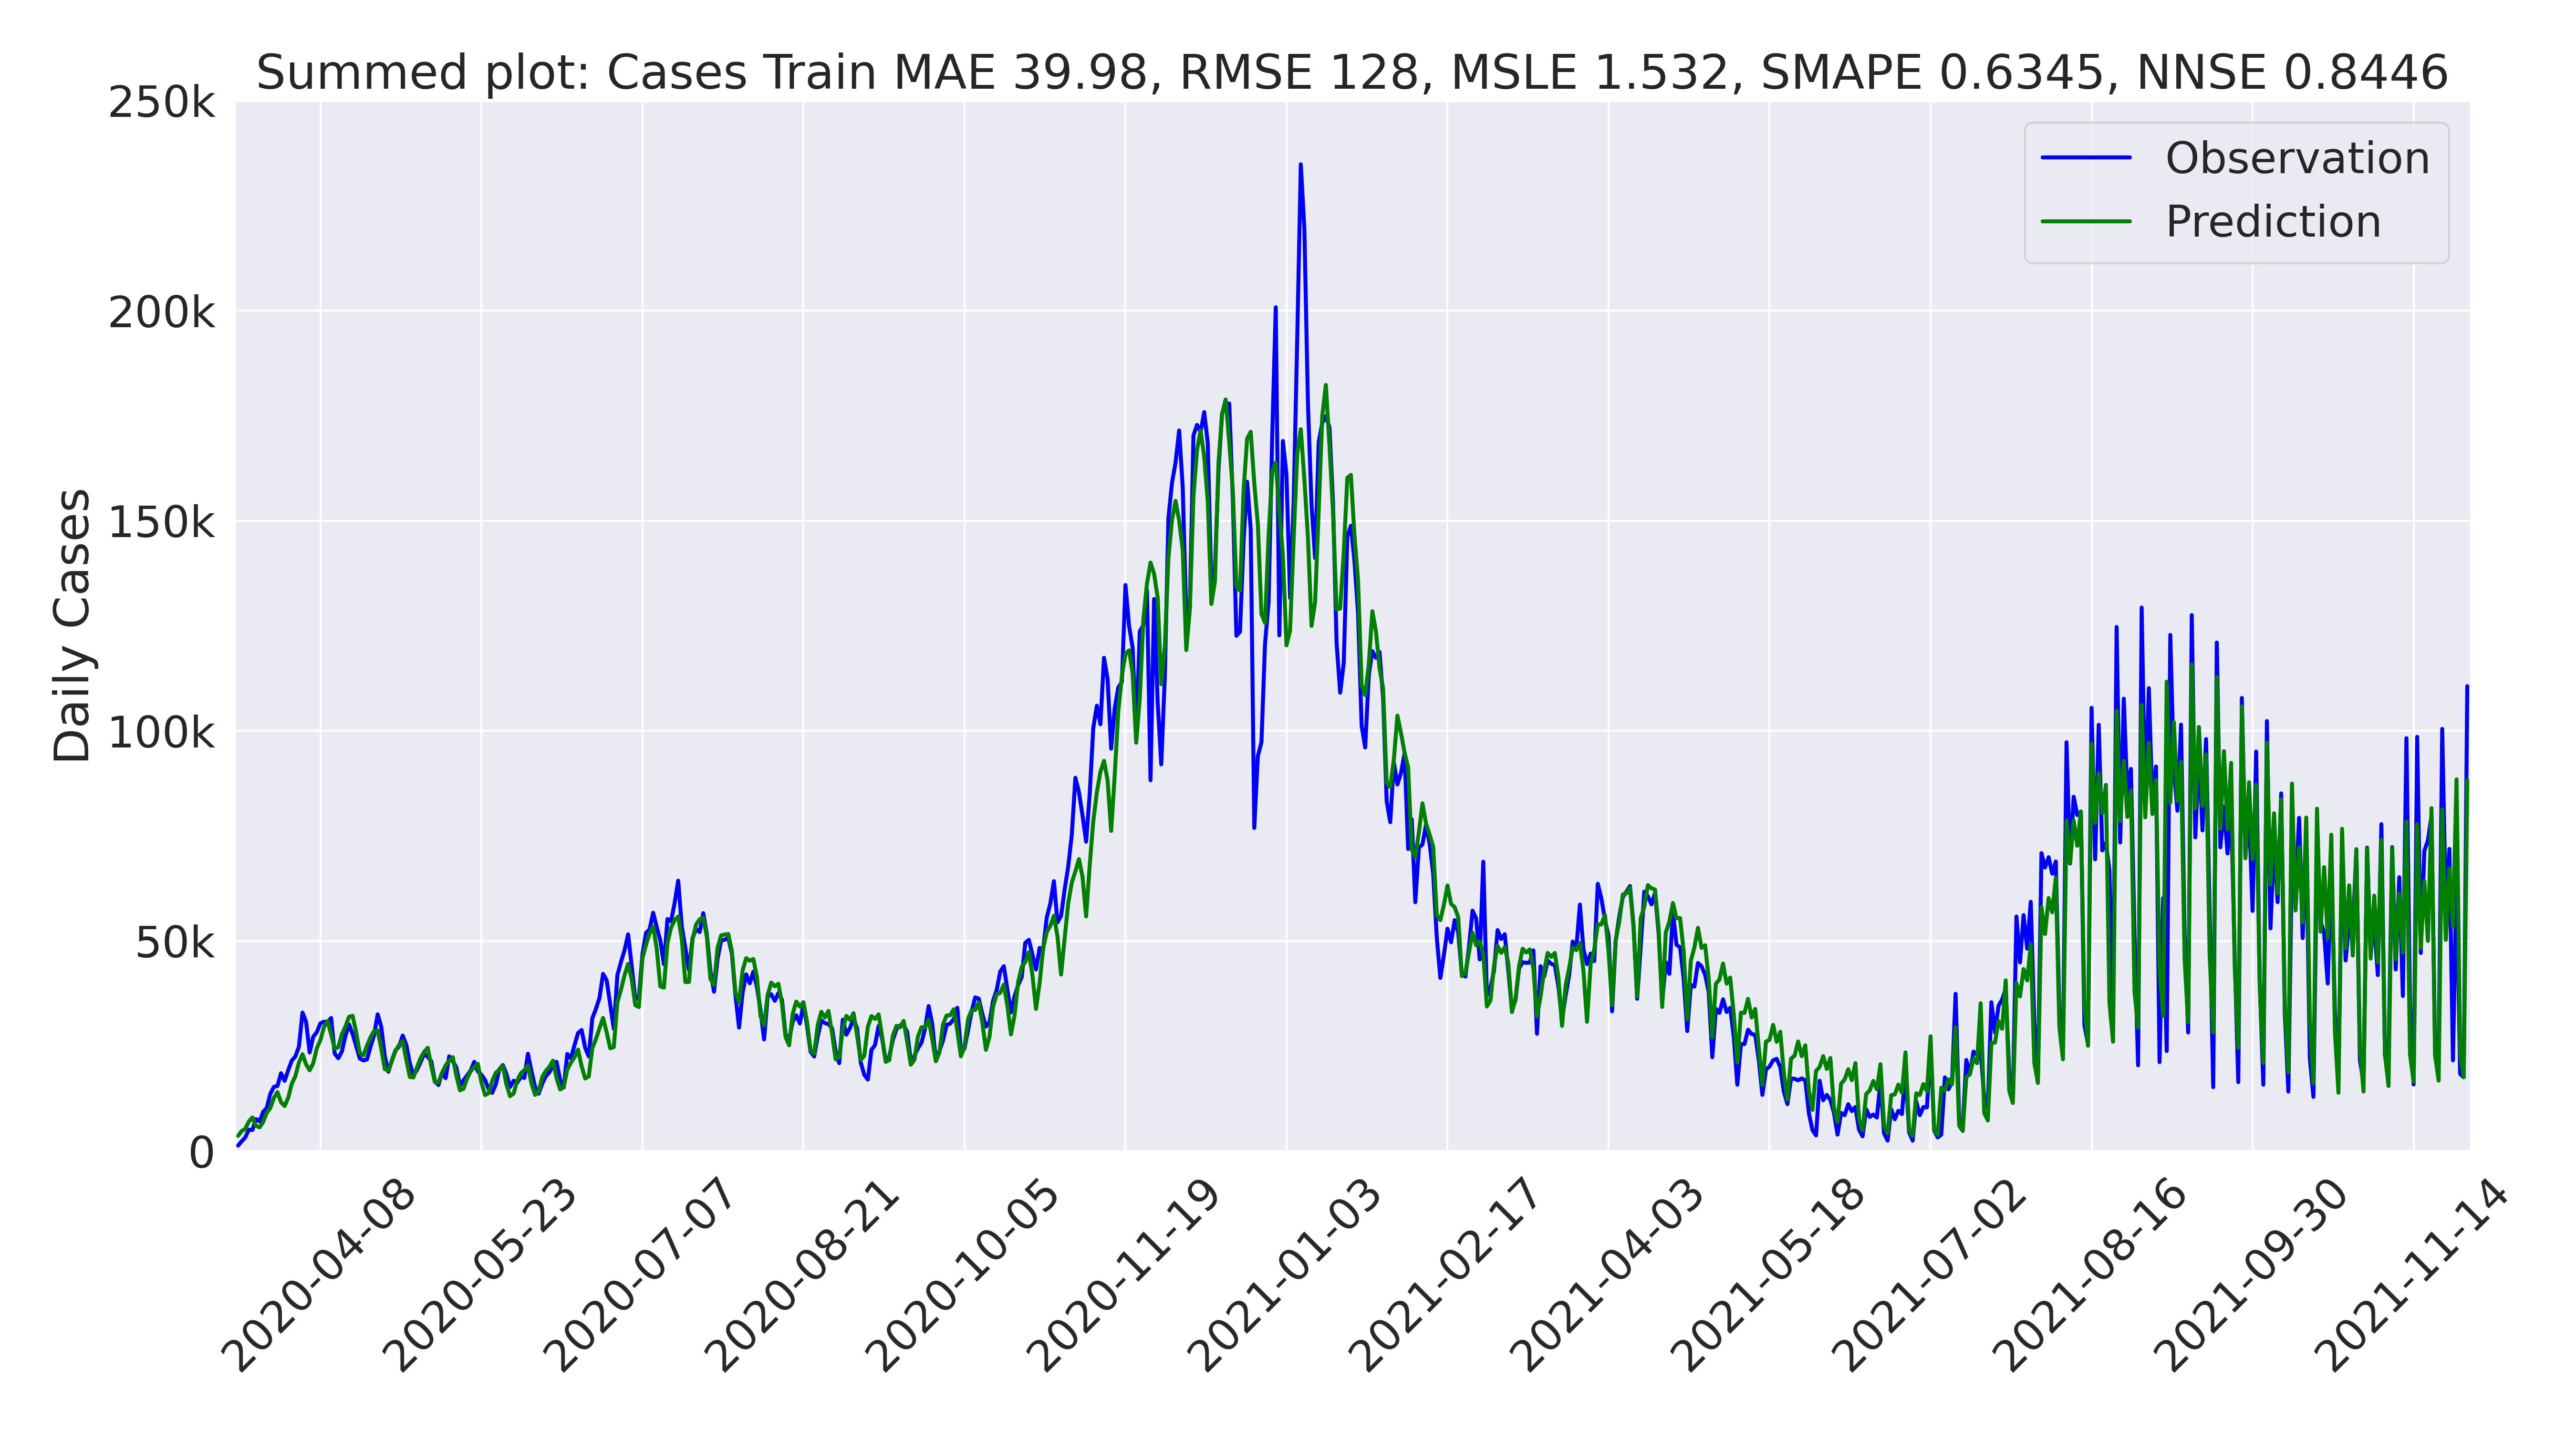 Summed plot: Cases Train MAE 39.98, RMSE 128, MSLE 1.532, SMAPE 0.6345, NNSE 0.8446
250k
200k
150k
100k
50k
0
Daily Cases
Observation
Prediction
2020-04-08
2020-05-23
2020-07-07
2020-08-21
2020-10-05
2020-11-19
2021-01-03
2021-02-17
2021-04-03
2021-05-18
2021-07-02
2021-08-16
2021-09-30
2021-11-14